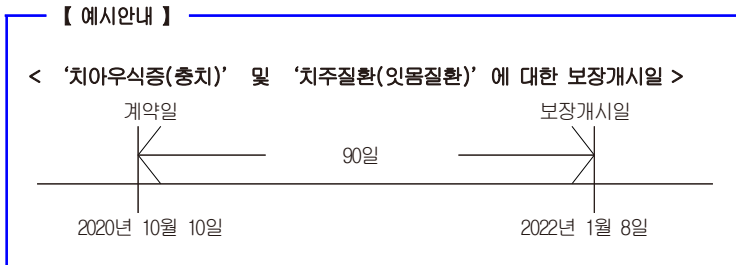 【 예시안내 】
< ‘치아우식증(충치)’ 및 ‘치주질환(잇몸질환)’에 대한 보장개시일 >
계약일 보장개시일
90일
2020년 10월 10일 2022년 1월 8일